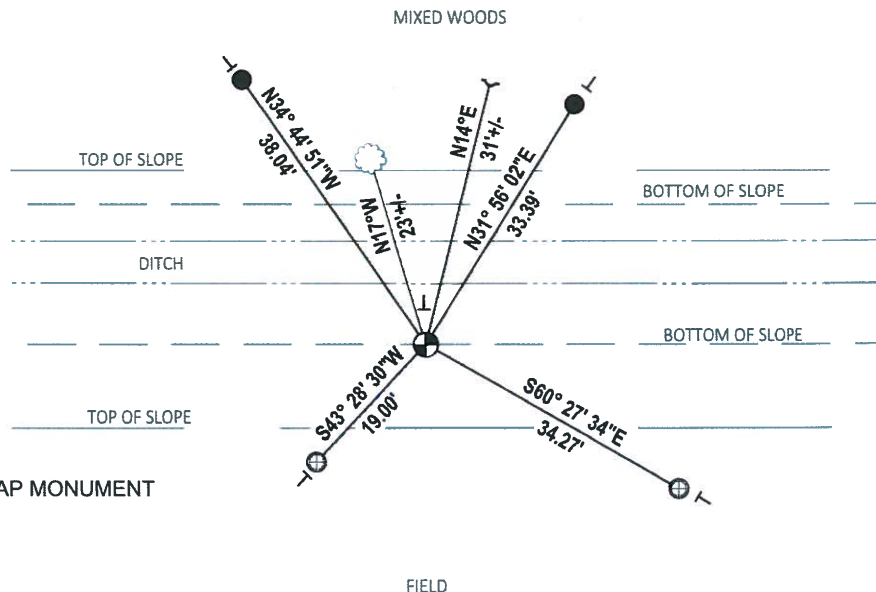 MIXED WOODS
N34° 44' 51"W
38.04'
N14°E
31'+/-
N31° 56' 02"E
33.39'
TOP OF SLOPE
BOTTOM OF SLOPE
N17°W
23'+/-
DITCH
BOTTOM OF SLOPE
S43° 28' 30"W
19.00'
S60° 27' 34"E
34.27'
TOP OF SLOPE
AP MONUMENT
FIELD